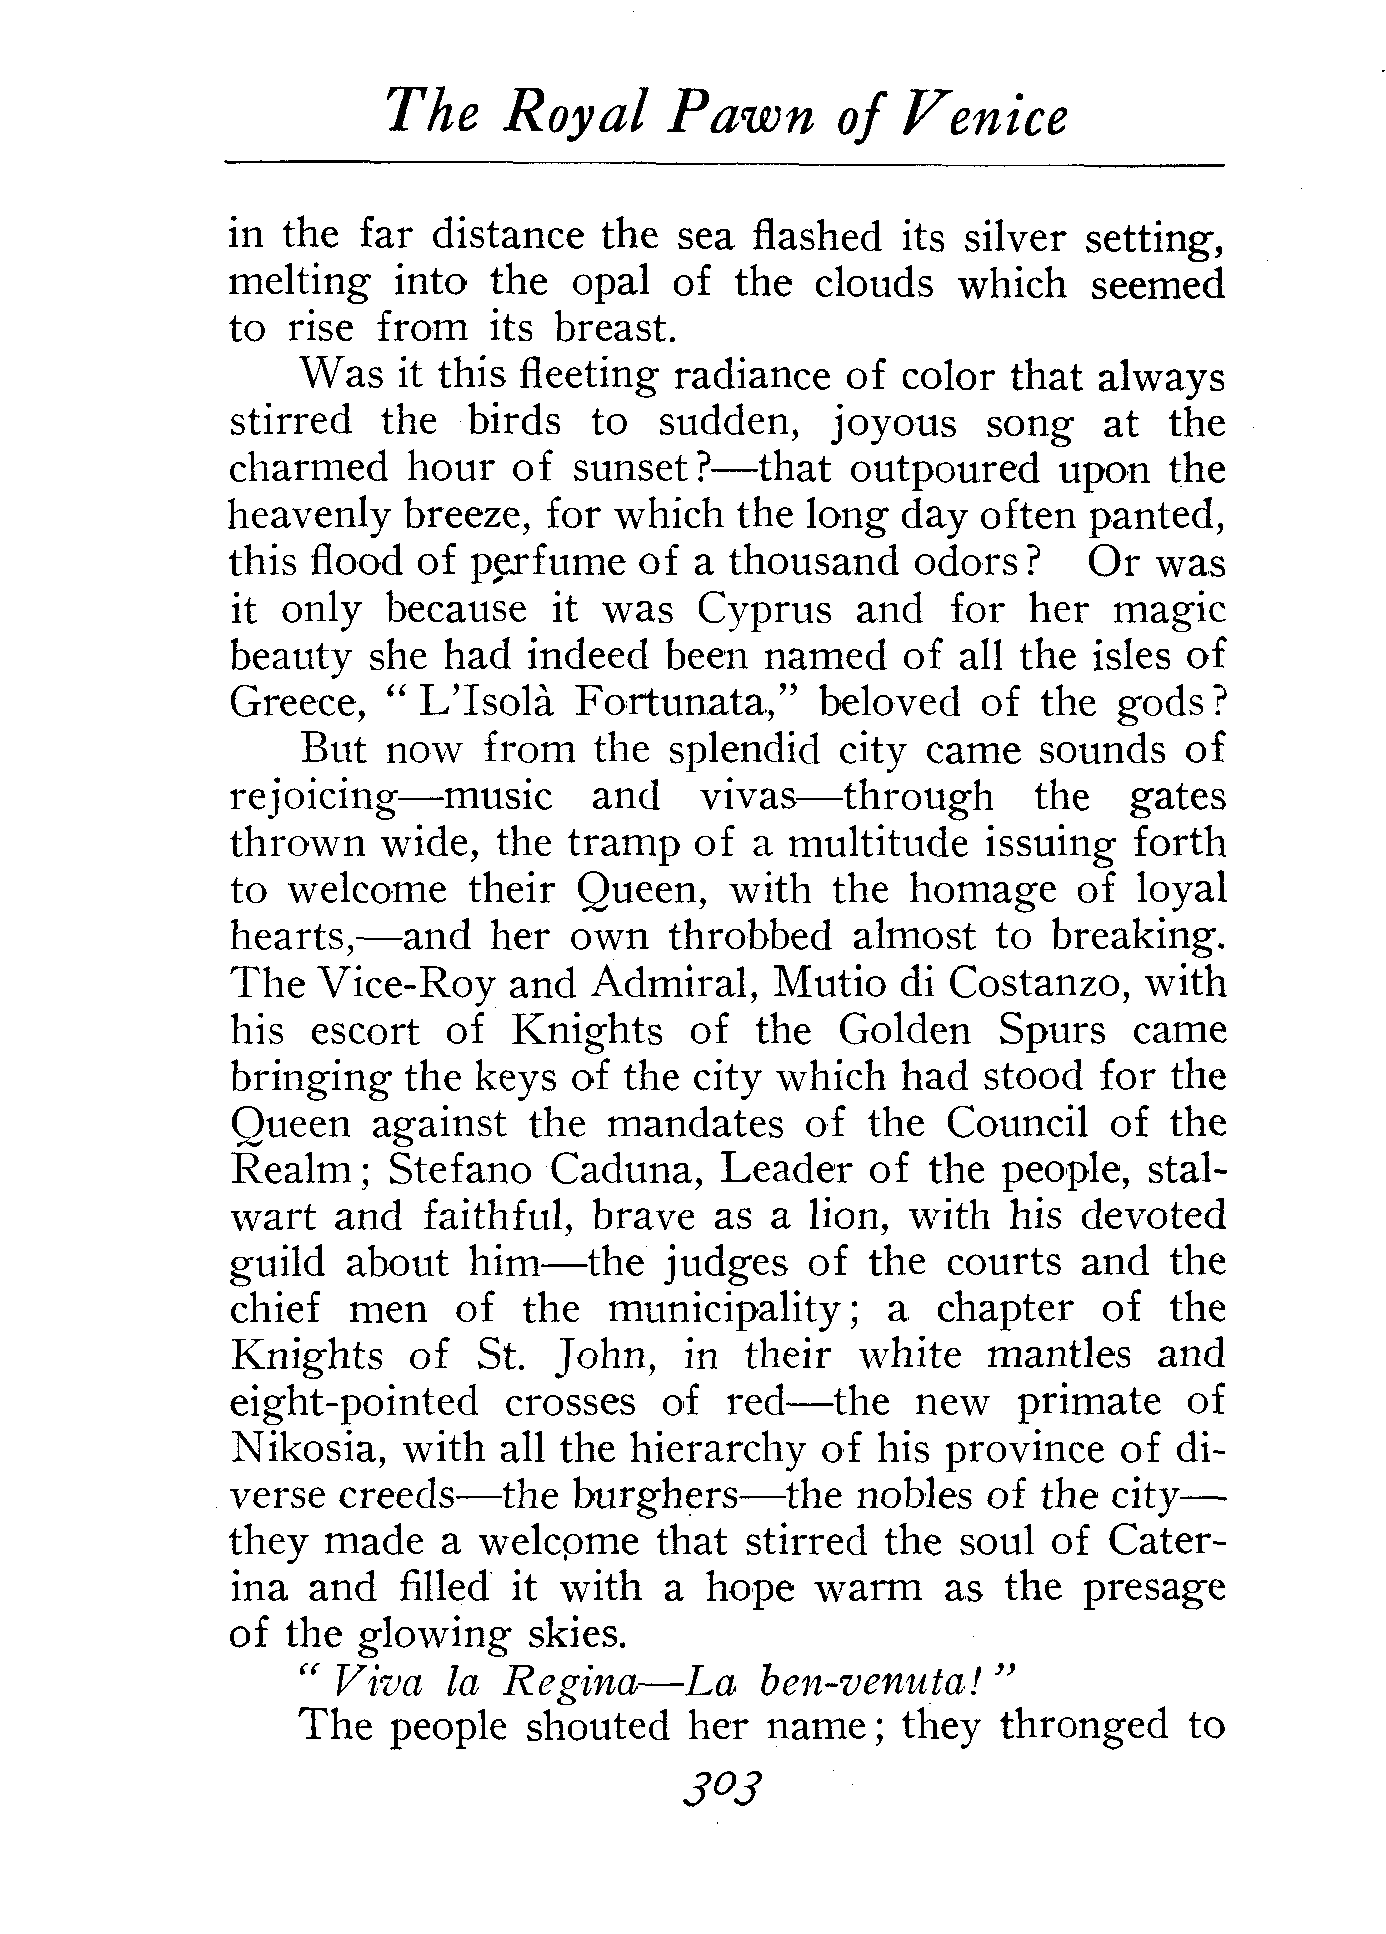 The Royal Pawn of Venice
in the far distance the sea flashed its silver setting,
melting into the opal of the clouds which seemed
to rise from its breast.
Was it this fleeting radiance of color that always
stirred the birds to sudden, joyous song at the
charmed hour of sunset?—that outpoured upon the
heavenly breeze, for which the long day often panted,
this flood of perfume of a thousand odors? Or was
it only because it was Cyprus and for her magic
beauty she had indeed been named of all the isles of
Greece, “L’Isolà Fortunata,” beloved of the gods?
But now from the splendid city came sounds of
rejoicing—music and vivas—through the gates
thrown wide, the tramp of a multitude issuing forth
to welcome their Queen, with the homage of loyal
hearts,—and her own throbbed almost to breaking.
The Vice-Roy and Admiral, Mutio di Costanzo, with
his escort of Knights of the Golden Spurs came
bringing the keys of the city which had stood for the
Queen against the mandates of the Council of the
Realm; Stefano Caduna, Leader of the people, stal-
wart and faithful, brave as a lion, with his devoted
guild about him—the judges of the courts and the
chief men of the municipality; a chapter of the
Knights of St. John, in their white mantles and
eight-pointed crosses of red—the new primate of
Nikosia, with all the hierarchy of his province of di-
verse creeds—the burghers—the nobles of the city—
they made a welcome that stirred the soul of Cater-
ina and filled it with a hope warm as the presage
of the glowing skies.
“Viva la Regina—La ben-venuta!”
The people shouted her name; they thronged to
303